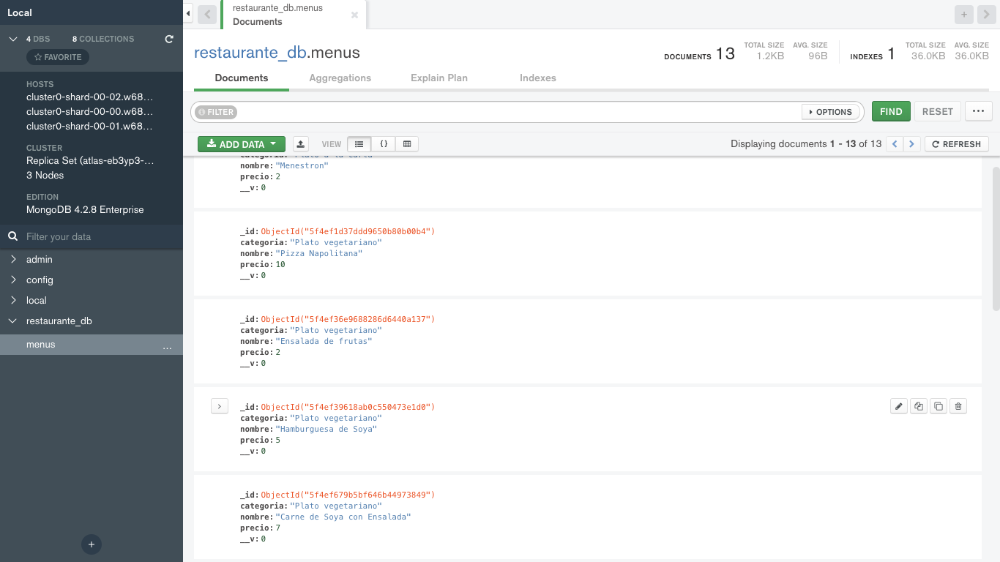 Local
4 DBS 8 COLLECTIONS
FAVORITE
HOSTS
cluster0-shard-00-02.w68...
cluster0-shard-00-00.w68...
cluster0-shard-00-01.w68...
CLUSTER
Replica Set (atlas-eb3yp3-...
3 Nodes
EDITION
MongoDB 4.2.8 Enterprise
Filter your data
admin
config
local
restaurante_db
menus ...
restaurante_db.menus
Documents
restaurante_db.menus
DOCUMENTS 13
TOTAL SIZE
1.2KB
AVG. SIZE
96B
INDEXES 1
TOTAL SIZE
36.0KB
AVG. SIZE
36.0KB
Documents Aggregations Explain Plan Indexes
FILTER
OPTIONS
FIND
RESET
...
ADD DATA
VIEW
{}
Displaying documents 1 - 13 of 13
REFRESH
categoria: "Plato a la carta"
nombre: "Menestron"
precio: 2
__v: 0
_id: ObjectId("5f4ef1d37ddd9650b80b00b4")
categoria: "Plato vegetariano"
nombre: "Pizza Napolitana"
precio: 10
__v: 0
_id: ObjectId("5f4ef36e9688286d6440a137")
categoria: "Plato vegetariano"
nombre: "Ensalada de frutas"
precio: 2
__v: 0
_id: ObjectId("5f4ef39618ab0c550473e1d0")
categoria: "Plato vegetariano"
nombre: "Hamburguesa de Soya"
precio: 5
__v: 0
_id: ObjectId("5f4ef679b5bf646b44973849")
categoria: "Plato vegetariano"
nombre: "Carne de Soya con Ensalada"
precio: 7
__v: 0